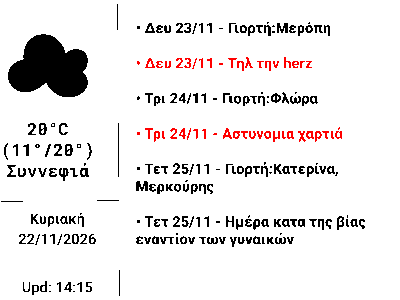 20°C
(11°/20°)
Συννεφιά
Κυριακή
22/11/2026
Upd: 14:15
• Δευ 23/11 - Γιορτή:Μερόπη
• Δευ 23/11 - Τηλ την herz
• Τρι 24/11 - Γιορτή:Φλώρα
• Τρι 24/11 - Αστυνομια χαρτιά
• Τετ 25/11 - Γιορτή:Κατερίνα,
Μερκούρης
• Τετ 25/11 - Ημέρα κατα της βίας
εναντίον των γυναικών